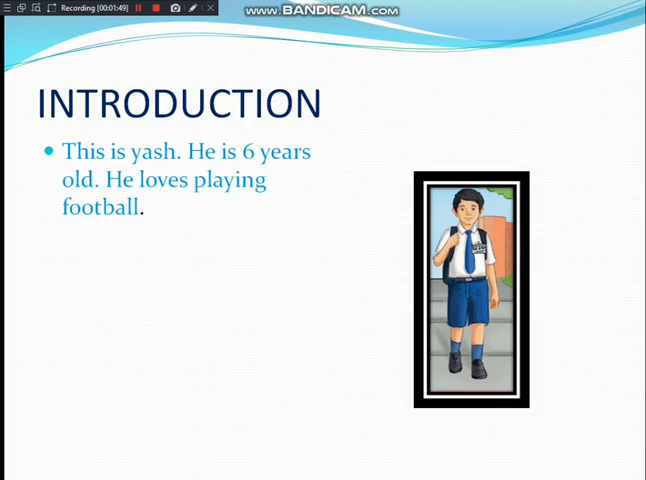 Recording [00:01:49]
www.BANDICAM.com
INTRODUCTION
This is yash. He is 6 years
old. He loves playing
football.